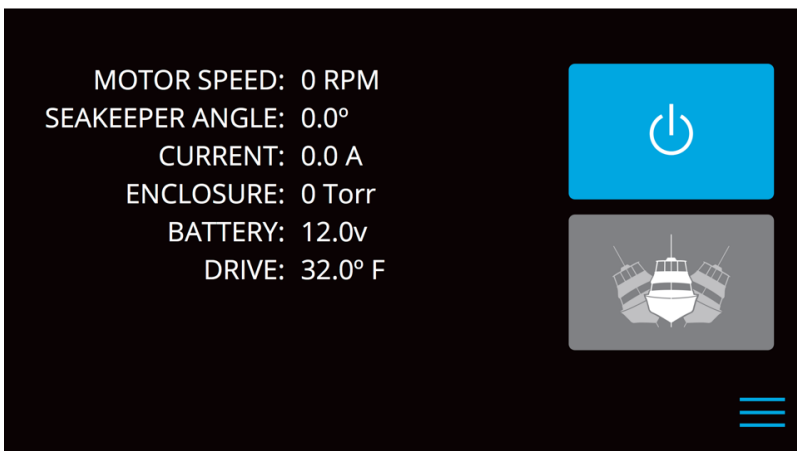 MOTOR SPEED: 0 RPM
SEAKEEPER ANGLE: 0.0º
CURRENT: 0.0 A
ENCLOSURE: 0 Torr
BATTERY: 12.0v
DRIVE: 32.0º F